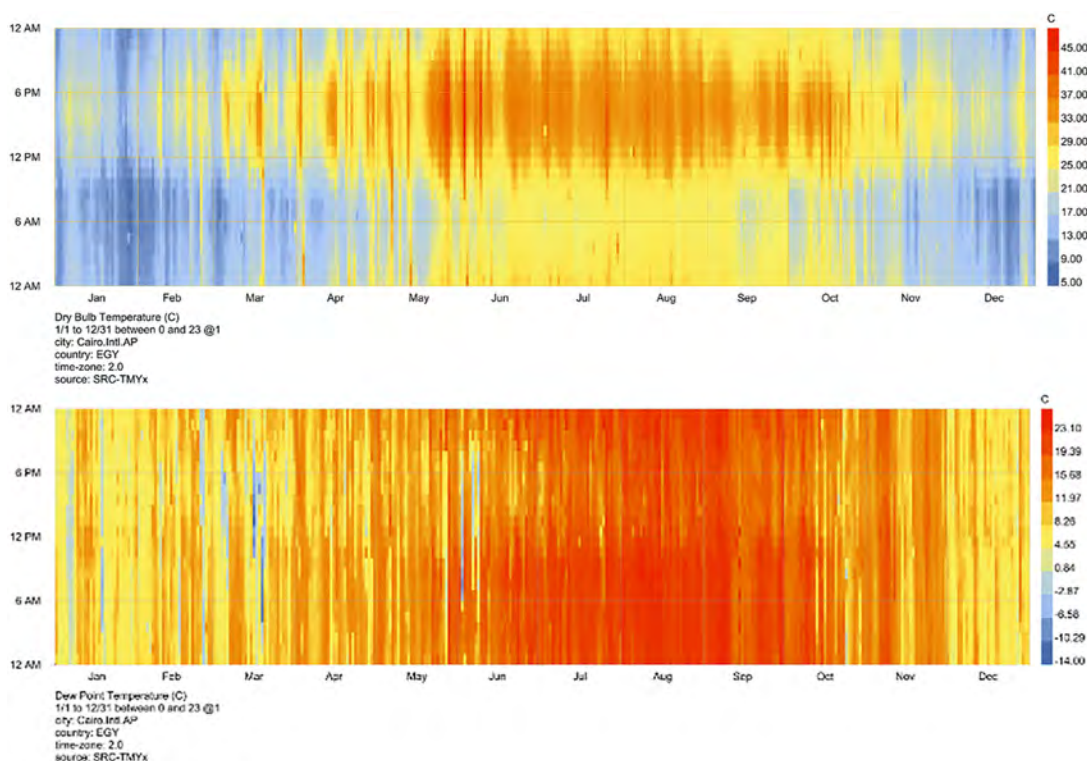 C
12 AM
6 PM
12 PM
6 AM
12 AM
45.00
41.00
37.00
33.00
29.00
25.00
21.00
17.00
13.00
9.00
5.00
Jan Feb Mar Apr May Jun Jul Aug Sep Oct Nov Dec
Dry Bulb Temperature (C)
1/1 to 12/31 between 0 and 23 @1
city: Cairo.Intl.AP
country: EGY
time-zone: 2.0
source: SRC-TMYx
C
12 AM
6 PM
12 PM
6 AM
12 AM
23.10
19.39
15.68
11.97
8.26
4.55
0.84
-2.87
-6.58
-10.29
-14.00
Jan Feb Mar Apr May Jun Jul Aug Sep Oct Nov Dec
Dew Point Temperature (C)
1/1 to 12/31 between 0 and 23 @1
city: Cairo.Intl.AP
country: EGY
time-zone: 2.0
source: SRC-TMYx